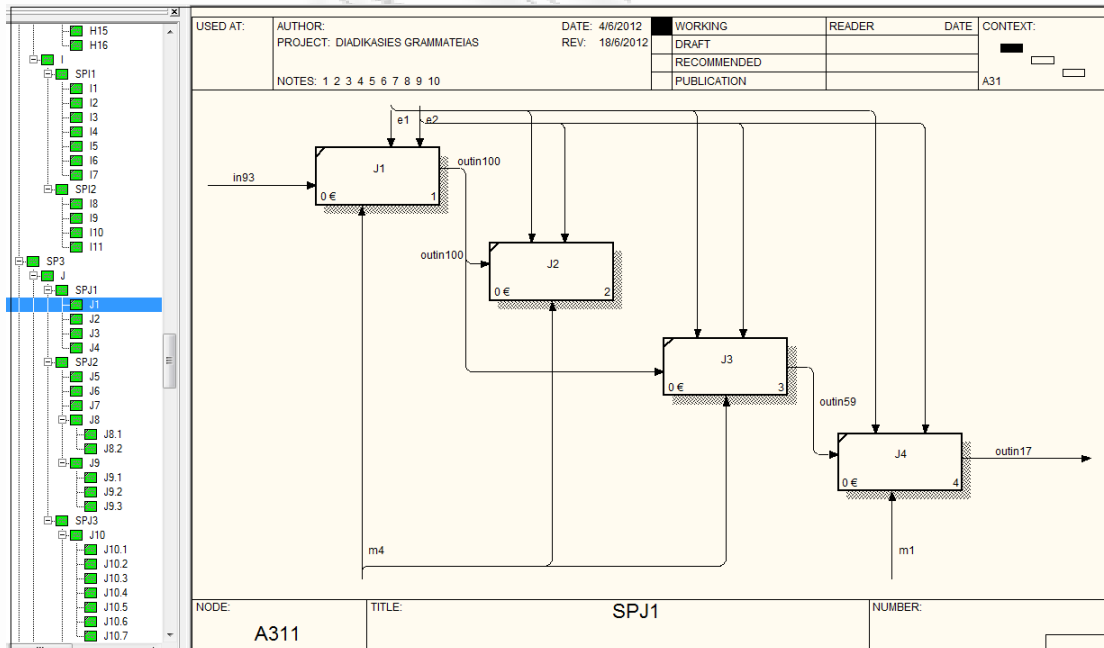 H15
H16
I
SPI1
I1
I2
I3
I4
I5
I6
I7
SPI2
I8
I9
I10
I11
SP3
J
SPJ1
J1
J2
J3
J4
SPJ2
J5
J6
J7
J8
J8.1
J8.2
J9
J9.1
J9.2
J9.3
SPJ3
J10
J10.1
J10.2
J10.3
J10.4
J10.5
J10.6
J10.7
USED AT:
AUTHOR:
PROJECT: DIADIKASIES GRAMMATEIAS
NOTES: 1 2 3 4 5 6 7 8 9 10
DATE: 4/6/2012
REV: 18/6/2012
WORKING
DRAFT
RECOMMENDED
PUBLICATION
READER DATE
CONTEXT:
A31
e1 e2
in93
J1
0 € 1
outin100
outin100
J2
0 € 2
J3
0 € 3
outin59
J4
0 € 4
outin17
m4
m1
NODE:
A311
TITLE:
SPJ1
NUMBER: